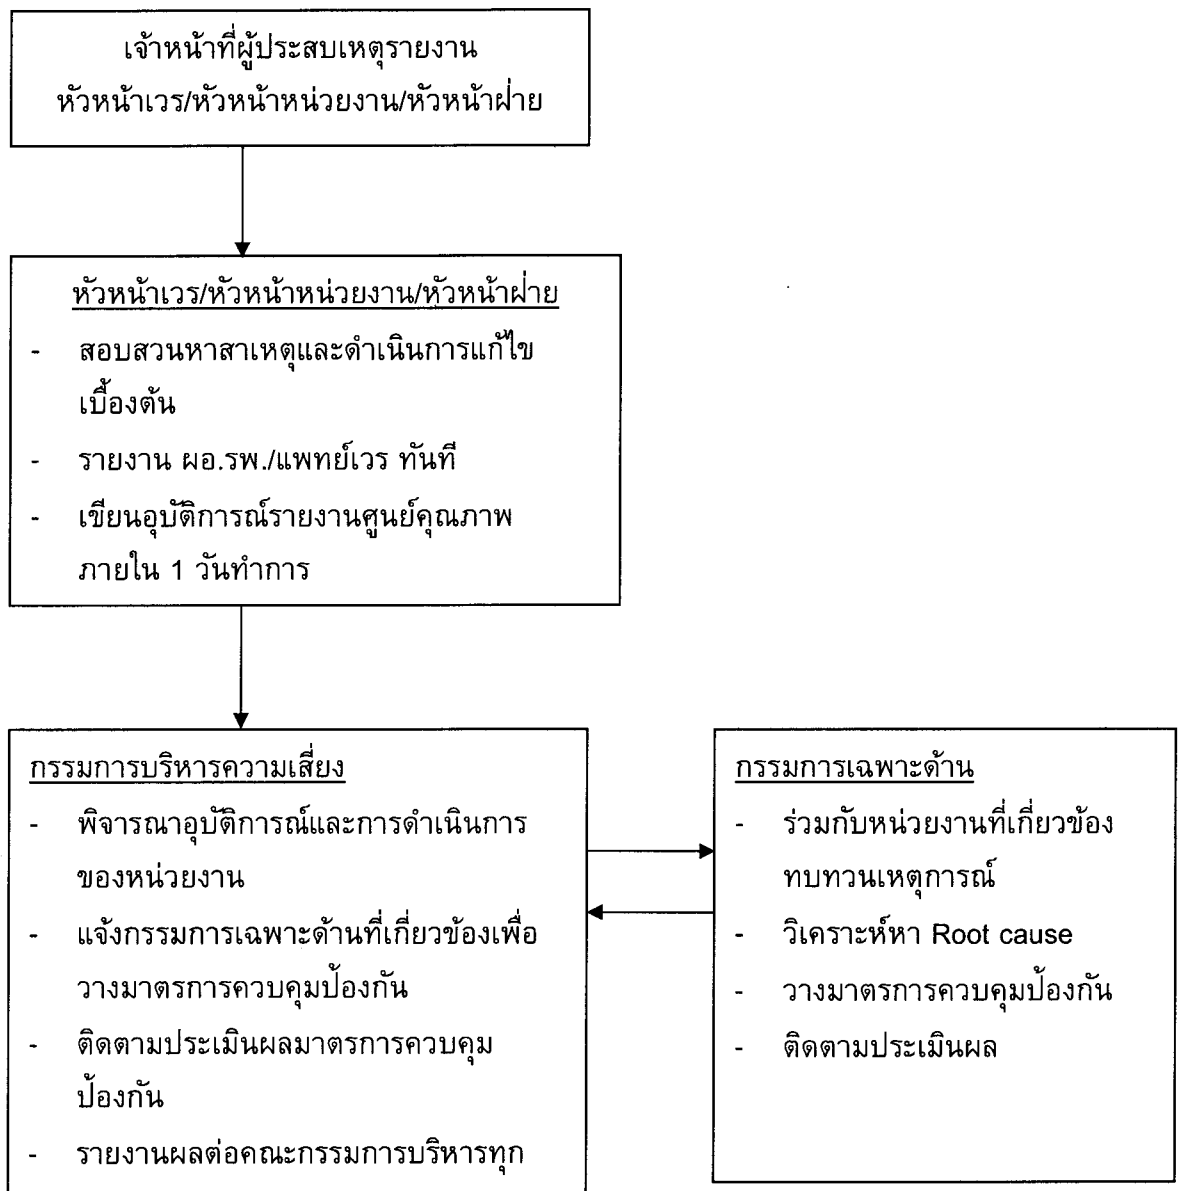 เจ้าหน้าที่ผู้ประสบเหตุรายงาน
หัวหน้าเวร/หัวหน้าหน่วยงาน/หัวหน้าฝ่าย
หัวหน้าเวร/หัวหน้าหน่วยงาน/หัวหน้าฝ่าย
- สอบสวนหาสาเหตุและดำเนินการแก้ไข
เบื้องต้น
- รายงาน ผอ.รพ./แพทย์เวร ทันที
- เขียนอุบัติการณ์รายงานศูนย์คุณภาพ
ภายใน 1 วันทำการ
กรรมการบริหารความเสี่ยง
- พิจารณาอุบัติการณ์และการดำเนินการ
ของหน่วยงาน
- แจ้งกรรมการเฉพาะด้านที่เกี่ยวข้องเพื่อ
วางมาตรการควบคุมป้องกัน
- ติดตามประเมินผลมาตรการควบคุม
ป้องกัน
- รายงานผลต่อคณะกรรมการบริหารทุก
กรรมการเฉพาะด้าน
- ร่วมกับหน่วยงานที่เกี่ยวข้อง
ทบทวนเหตุการณ์
- วิเคราะห์หา Root cause
- วางมาตรการควบคุมป้องกัน
- ติดตามประเมินผล